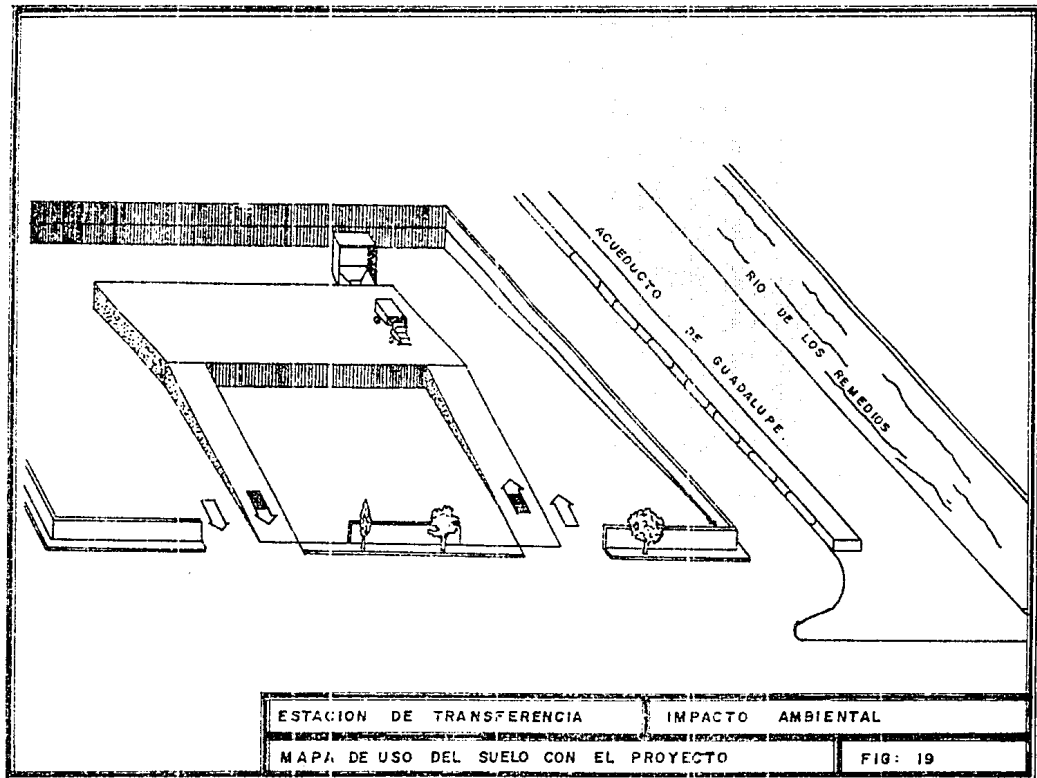 ACUEDUCTO DE GUADALUPE.
RIO DE LOS REMEDIOS
ESTACION DE TRANSFERENCIA
IMPACTO AMBIENTAL
MAPA DE USO DEL SUELO CON EL PROYECTO
FIG: 19